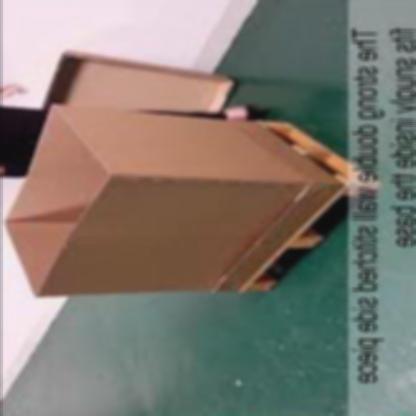 The strong double wall stitched side piece
fits snugly inside the base